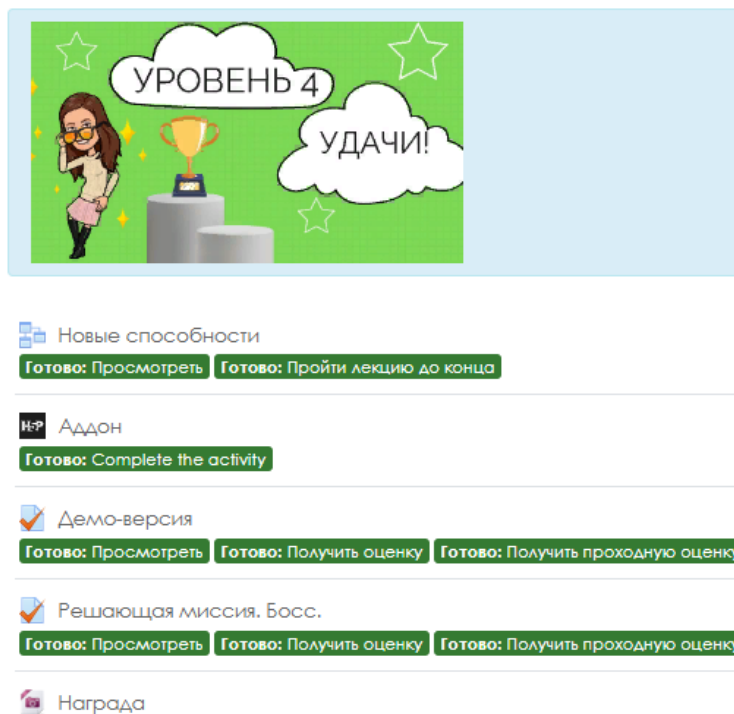 УРОВЕНЬ 4
УДАЧИ!
Новые способности
Готово: Просмотреть Готово: Пройти лекцию до конца
H5P Аддон
Готово: Complete the activity
Демо-версия
Готово: Просмотреть Готово: Получить оценку Готово: Получить проходную оценку
Решающая миссия. Босс.
Готово: Просмотреть Готово: Получить оценку Готово: Получить проходную оценку
Награда